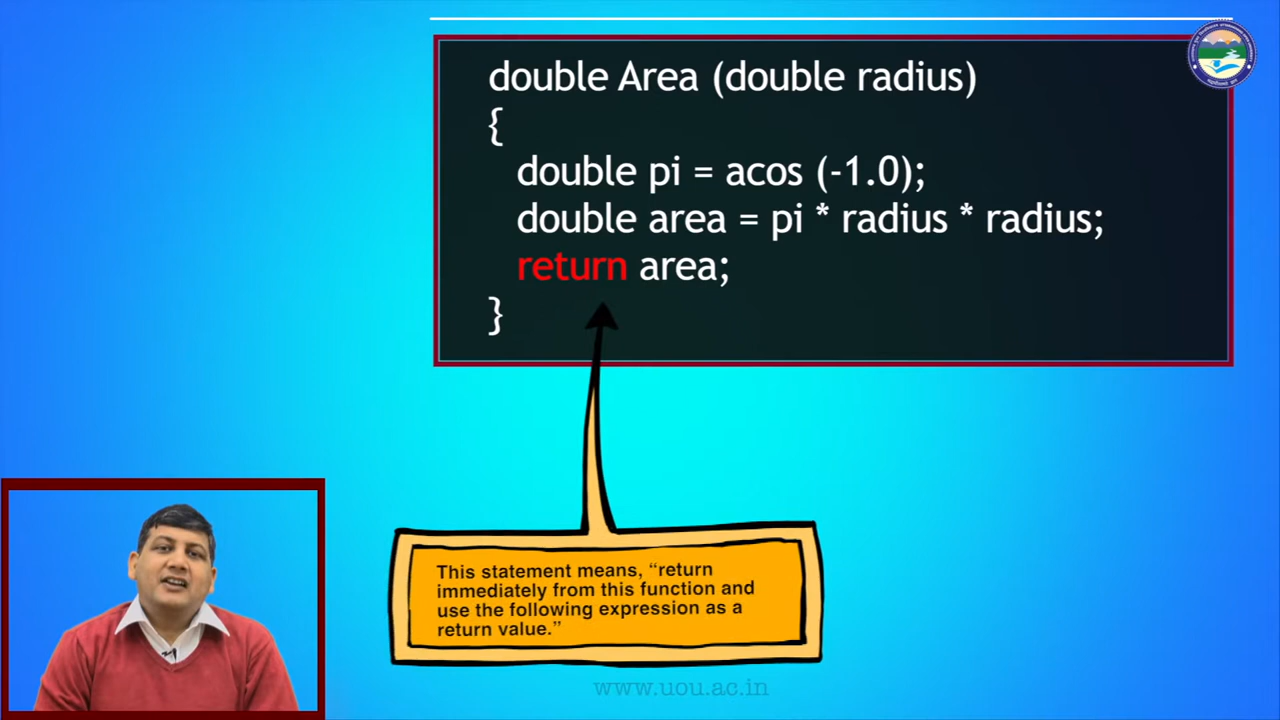 double Area (double radius)
{
double pi = acos (-1.0);
double area = pi * radius * radius;
return area;
}
This statement means, “return
immediately from this function and
use the following expression as a
return value.”
www.uou.ac.in